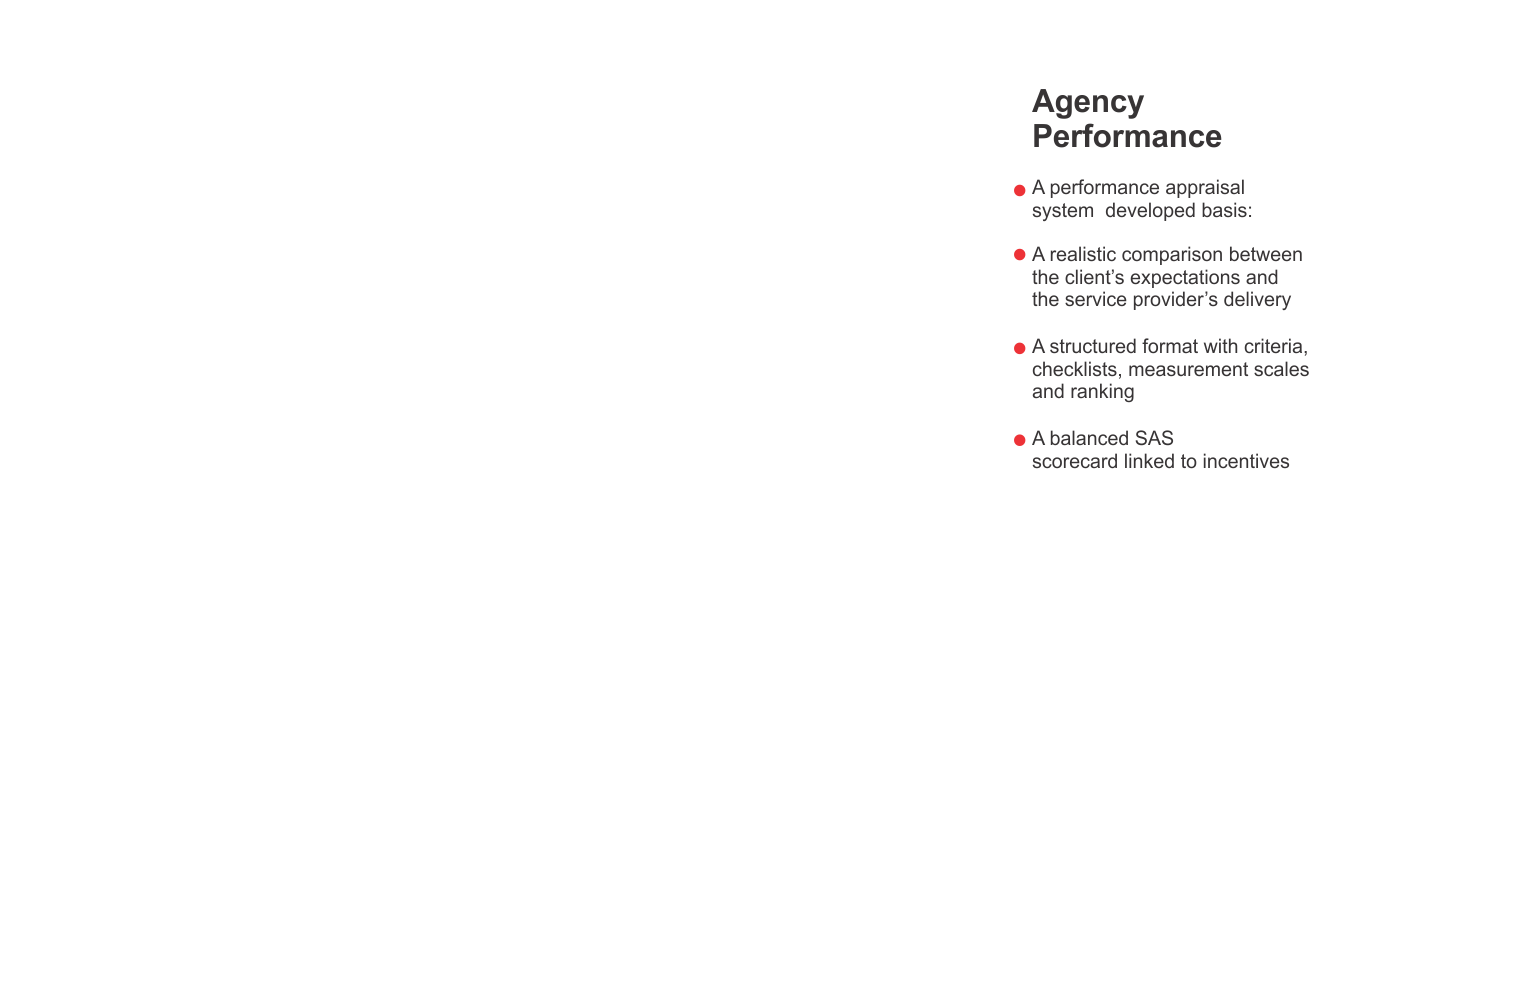 Agency
Performance
A performance appraisal
system  developed basis:
A realistic comparison between
the client’s expectations and
the service provider’s delivery
A structured format with criteria,
checklists, measurement scales
and ranking
A balanced SAS
scorecard linked to incentives